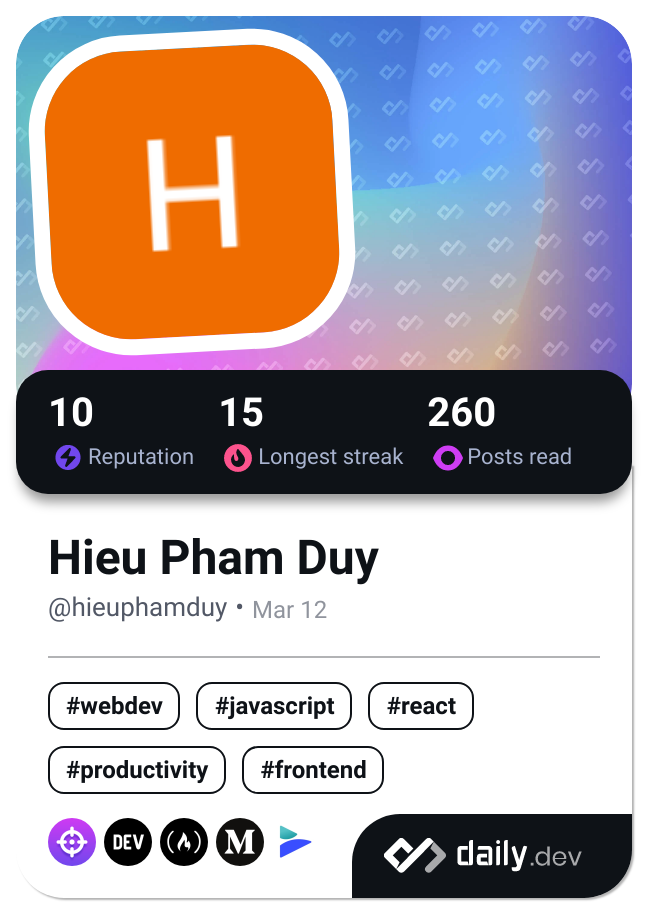 H
10 15 260
Reputation Longest streak Posts read
Hieu Pham Duy
@hieuphamduy • Mar 12
#webdev #javascript #react
#productivity #frontend
DEV M daily.dev